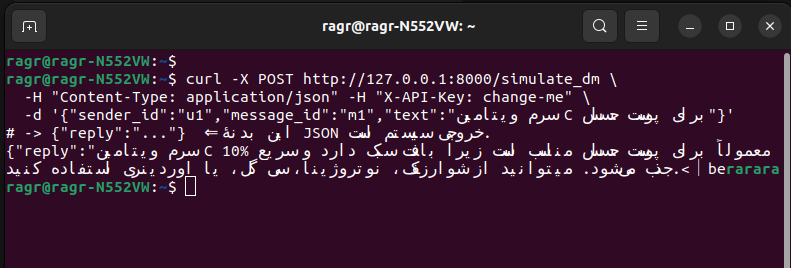 ragr@ragr-N552VW: ~
ragr@ragr-N552VW:~$
ragr@ragr-N552VW:~$ curl -X POST http://127.0.0.1:8000/simulate_dm \
-H "Content-Type: application/json" -H "X-API-Key: change-me" \
-d '{"sender_id":"u1","message_id":"m1","text":"سرم ویتامین C برای پوست حساس"}'
# -> {"reply":"..."}  ⇐ این بدنهٔ JSON خروجی سیستم است.
{"reply":"سرم ویتامین C 10% معمولاً برای پوست حساس مناسب است زیرا بافت سبک دارد و سریع
جذب می‌شود. میتوانید از شوارزکف، نوتروژینا،سی گل، یا اوردینری استفاده کنید.< | berarara
ragr@ragr-N552VW:~$